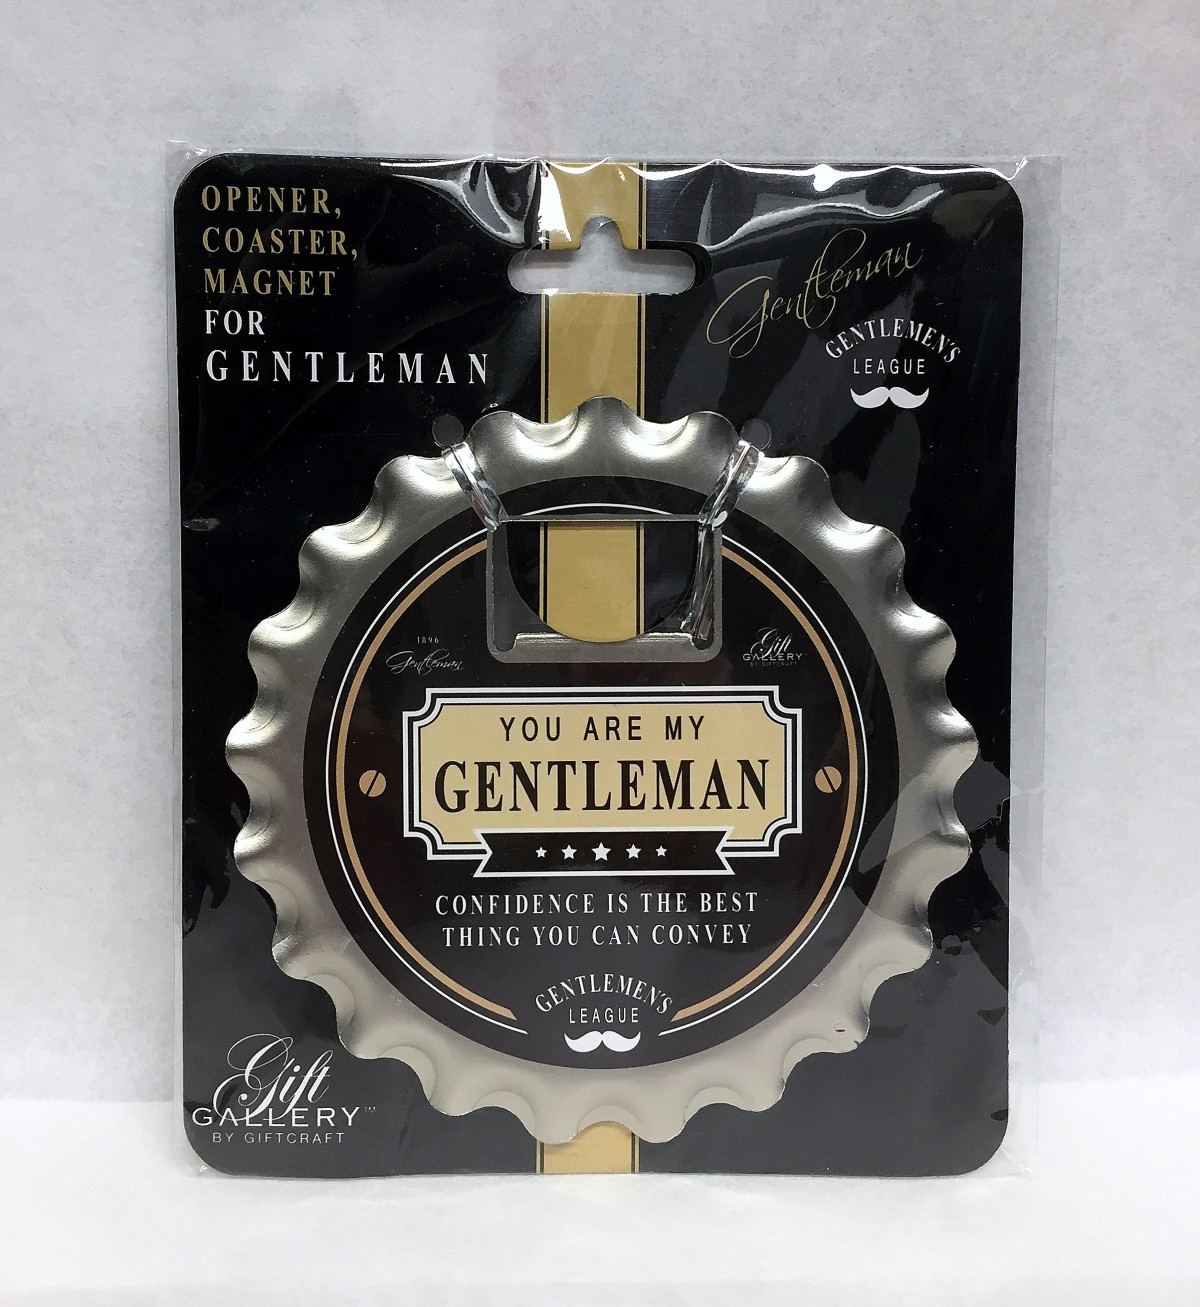 OPENER,
COASTER,
MAGNET
FOR
GENTLEMAN
Gentleman
GENTLEMEN'S
LEAGUE
1896
Gentleman
Gift
GALLERY
BY GIFTCRAFT
YOU ARE MY
GENTLEMAN
CONFIDENCE IS THE BEST
THING YOU CAN CONVEY
GENTLEMEN'S
LEAGUE
Gift
GALLERY™
BY GIFTCRAFT